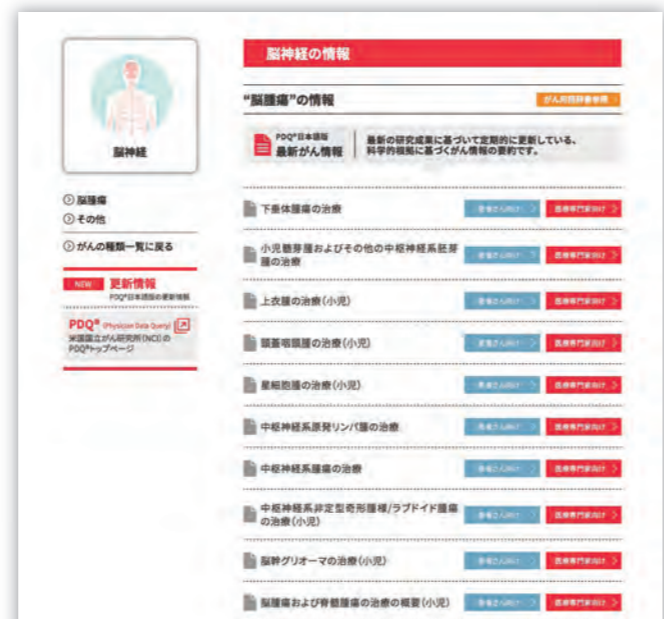 脳神経
脳腫瘍
その他
がんの種類一覧に戻る
NEW 更新情報
PDQ®日本語版の更新情報
PDQ® (Physician Data Query)
米国国立がん研究所(NCI)の
PDQ®トップページ
脳神経の情報
“脳腫瘍”の情報
がん用語辞書参照
PDQ®日本語版
最新がん情報
最新の研究成果に基づいて定期的に更新している、
科学的根拠に基づくがん情報の要約です。
下垂体腫瘍の治療 患者さん向け 医療専門家向け
小児髄芽腫およびその他の中枢神経系胚芽
腫の治療 患者さん向け 医療専門家向け
上衣腫の治療(小児) 患者さん向け 医療専門家向け
頭蓋咽頭腫の治療(小児) 患者さん向け 医療専門家向け
星細胞腫の治療(小児) 患者さん向け 医療専門家向け
中枢神経系原発リンパ腫の治療 患者さん向け 医療専門家向け
中枢神経系腫瘍の治療 患者さん向け 医療専門家向け
中枢神経系非定型奇形腫様/ラブドイド腫瘍
の治療(小児) 患者さん向け 医療専門家向け
脳幹グリオーマの治療(小児) 患者さん向け 医療専門家向け
脳腫瘍および脊髄腫瘍の治療の概要(小児) 患者さん向け 医療専門家向け